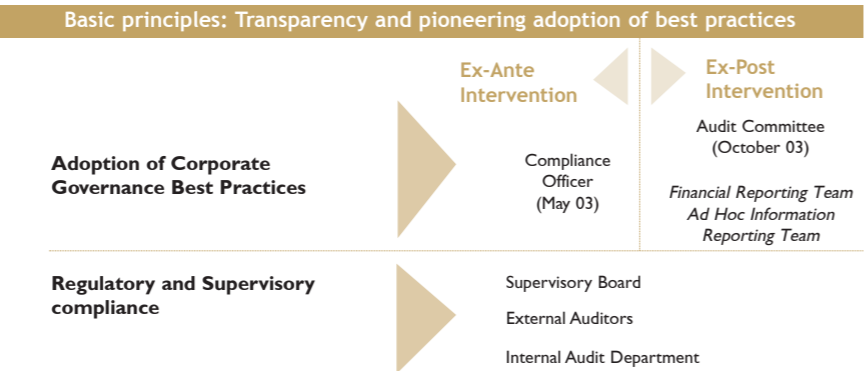 Basic principles: Transparency and pioneering adoption of best practices
Ex-Ante
Intervention
Ex-Post
Intervention
Adoption of Corporate
Governance Best Practices
Compliance
Officer
(May 03)
Audit Committee
(October 03)
Financial Reporting Team
Ad Hoc Information
Reporting Team
Regulatory and Supervisory
compliance
Supervisory Board
External Auditors
Internal Audit Department